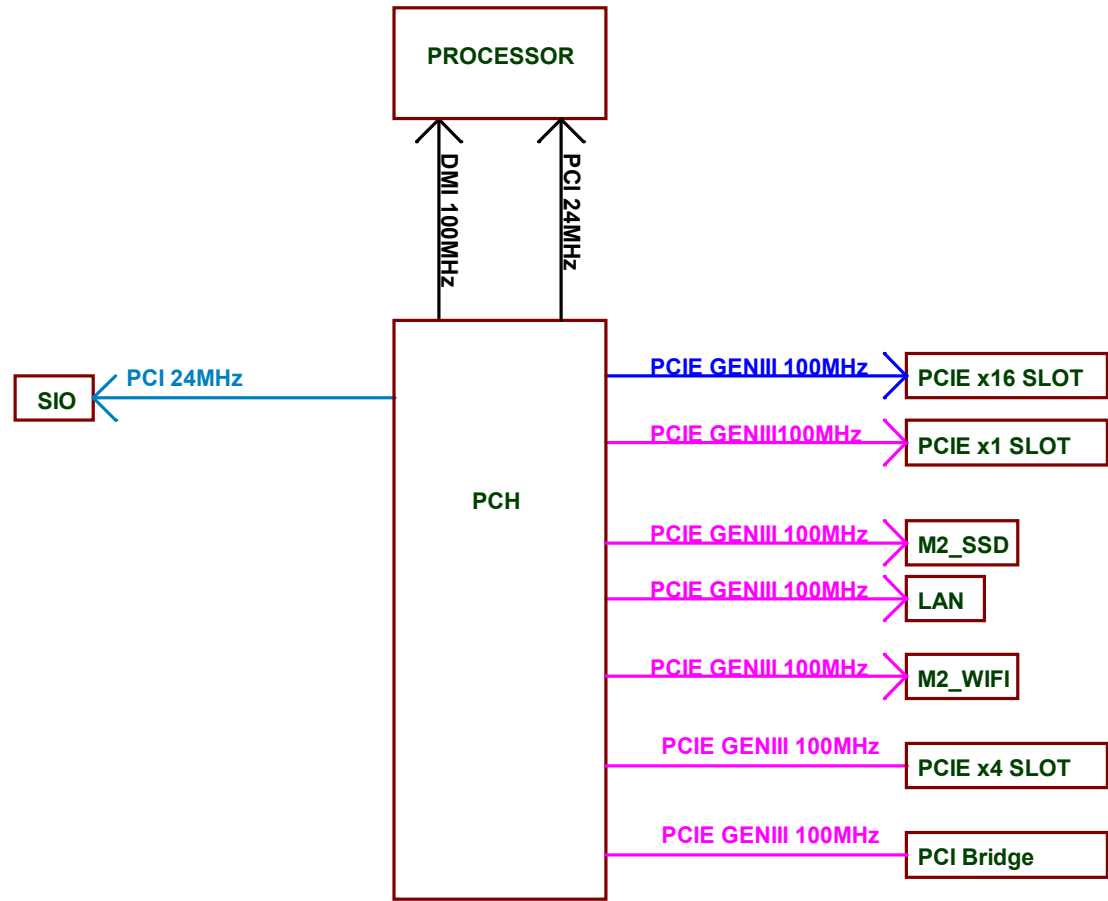 PROCESSOR
DMI 100MHz
PCI 24MHz
PCI 24MHz
SIO
PCH
PCIE GENIII 100MHz
PCIE x16 SLOT
PCIE GENIII100MHz
PCIE x1 SLOT
PCIE GENIII 100MHz
M2_SSD
PCIE GENIII 100MHz
LAN
PCIE GENIII 100MHz
M2_WIFI
PCIE GENIII 100MHz
PCIE x4 SLOT
PCIE GENIII 100MHz
PCI Bridge